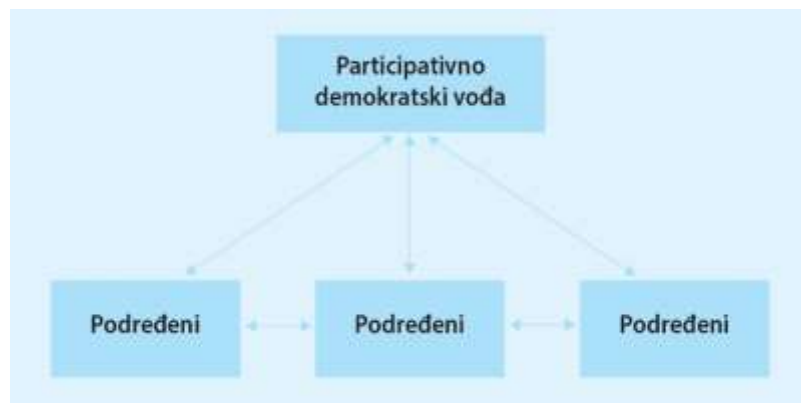 Participativno
demokratski vođa
Podređeni
Podređeni
Podređeni